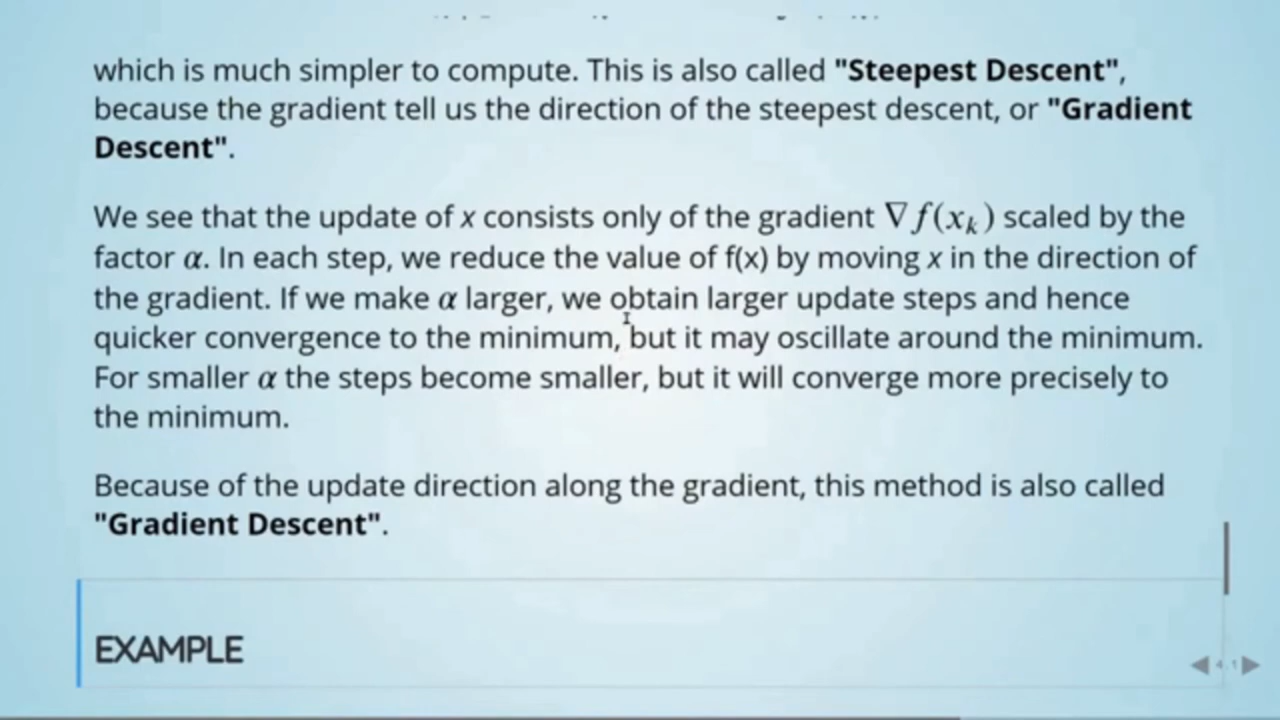 which is much simpler to compute. This is also called "Steepest Descent",
because the gradient tell us the direction of the steepest descent, or "Gradient
Descent".
We see that the update of x consists only of the gradient ∇f(xₖ) scaled by the
factor α. In each step, we reduce the value of f(x) by moving x in the direction of
the gradient. If we make α larger, we obtain larger update steps and hence
quicker convergence to the minimum, but it may oscillate around the minimum.
For smaller α the steps become smaller, but it will converge more precisely to
the minimum.
Because of the update direction along the gradient, this method is also called
"Gradient Descent".
EXAMPLE